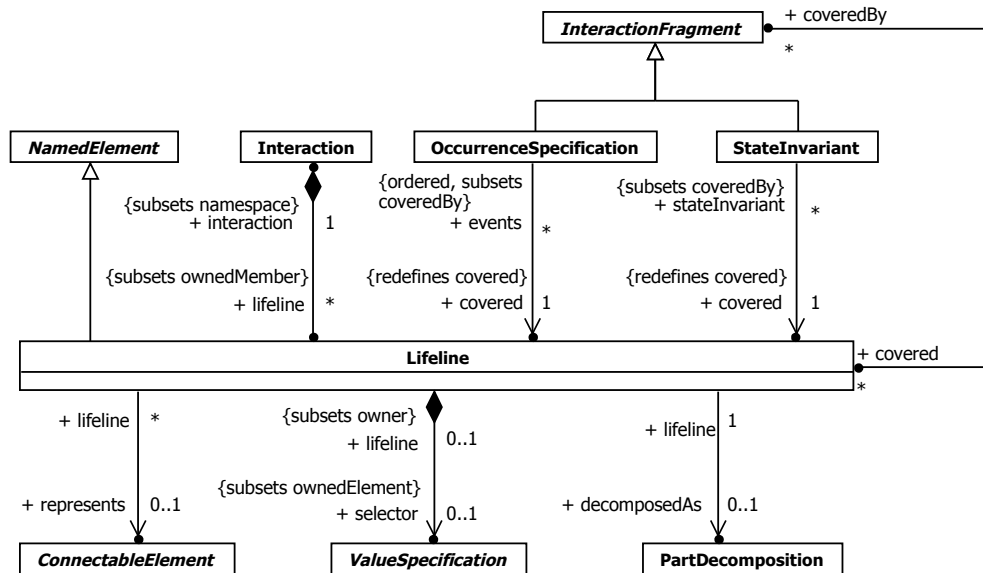 + coveredBy
InteractionFragment
*
NamedElement
Interaction
OccurrenceSpecification
StateInvariant
{subsets namespace}
+ interaction
1
{ordered, subsets
coveredBy}
+ events
*
{subsets coveredBy}
+ stateInvariant
*
{subsets ownedMember}
+ lifeline
*
{redefines covered}
+ covered
1
{redefines covered}
+ covered
1
Lifeline
+ covered
*
+ lifeline
*
{subsets owner}
+ lifeline
0..1
+ lifeline
1
+ represents
0..1
{subsets ownedElement}
+ selector
0..1
+ decomposedAs
0..1
ConnectableElement
ValueSpecification
PartDecomposition